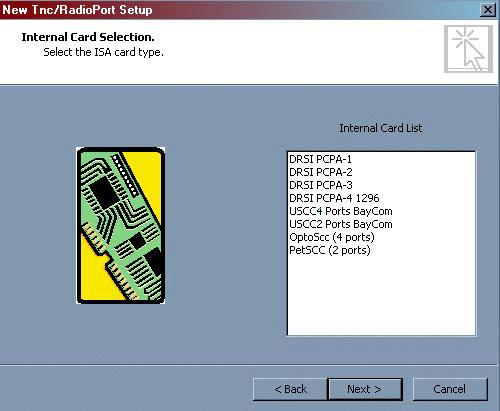 New Tnc/RadioPort Setup
Internal Card Selection.
Select the ISA card type.
Internal Card List
DRSI PCPA-1
DRSI PCPA-2
DRSI PCPA-3
DRSI PCPA-4 1296
USCC4 Ports BayCom
USCC2 Ports BayCom
OptoScc (4 ports)
PetSCC (2 ports)
< Back
Next >
Cancel